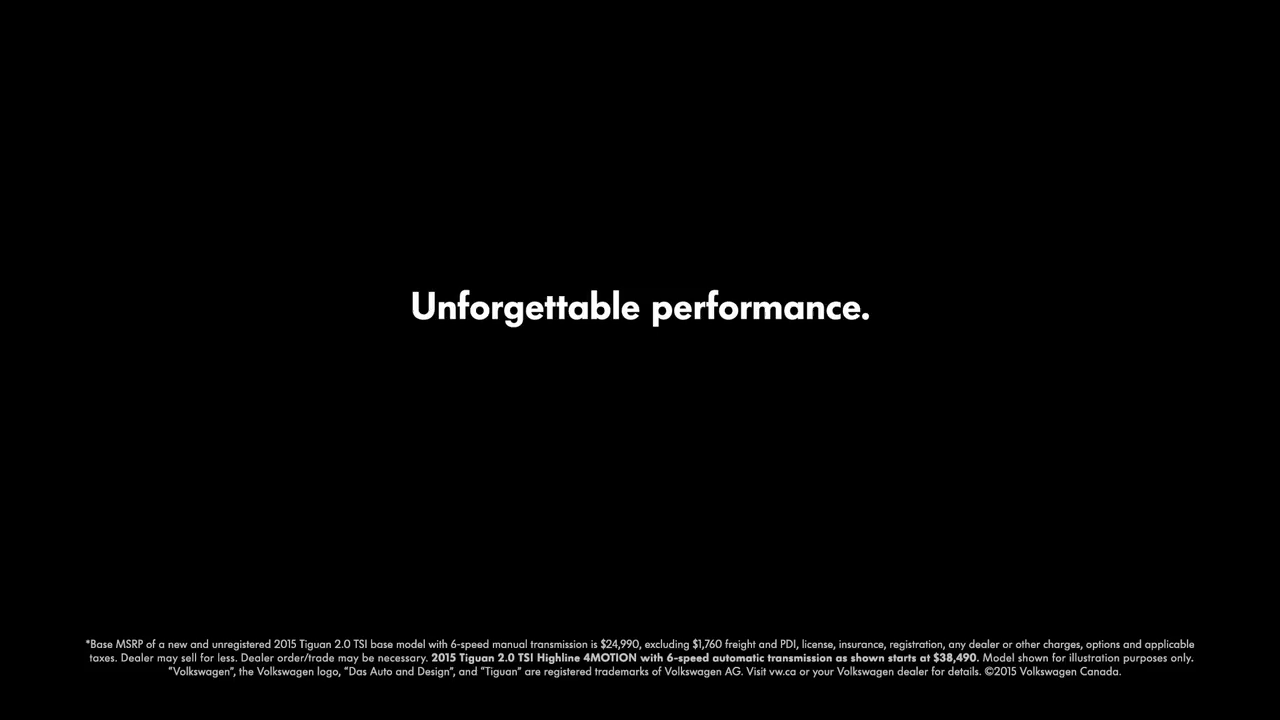 Unforgettable performance.
*Base MSRP of a new and unregistered 2015 Tiguan 2.0 TSI base model with 6-speed manual transmission is $24,990, excluding $1,760 freight and PDI, license, insurance, registration, any dealer or other charges, options and applicable
taxes. Dealer may sell for less. Dealer order/trade may be necessary. 2015 Tiguan 2.0 TSI Highline 4MOTION with 6-speed automatic transmission as shown starts at $38,490. Model shown for illustration purposes only.
“Volkswagen”, the Volkswagen logo, “Das Auto and Design”, and “Tiguan” are registered trademarks of Volkswagen AG. Visit vw.ca or your Volkswagen dealer for details. ©2015 Volkswagen Canada.